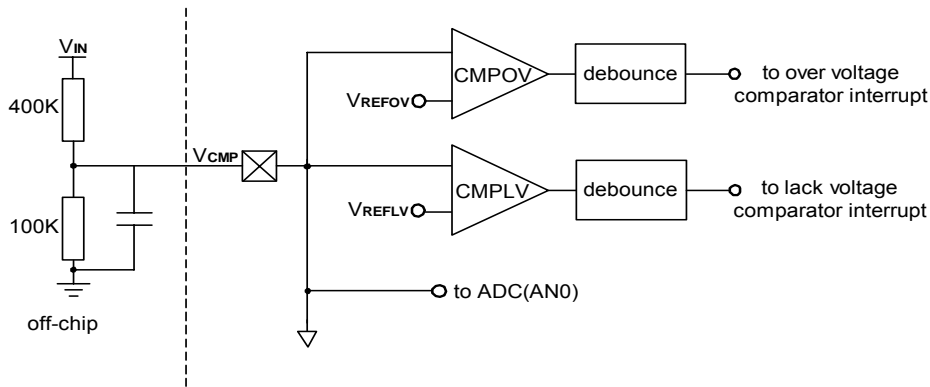 VIN
400K
100K
off-chip
VCMP
CMPOV
VREFOV
debounce
to over voltage
comparator interrupt
CMPLV
VREFLV
debounce
to lack voltage
comparator interrupt
to ADC(AN0)